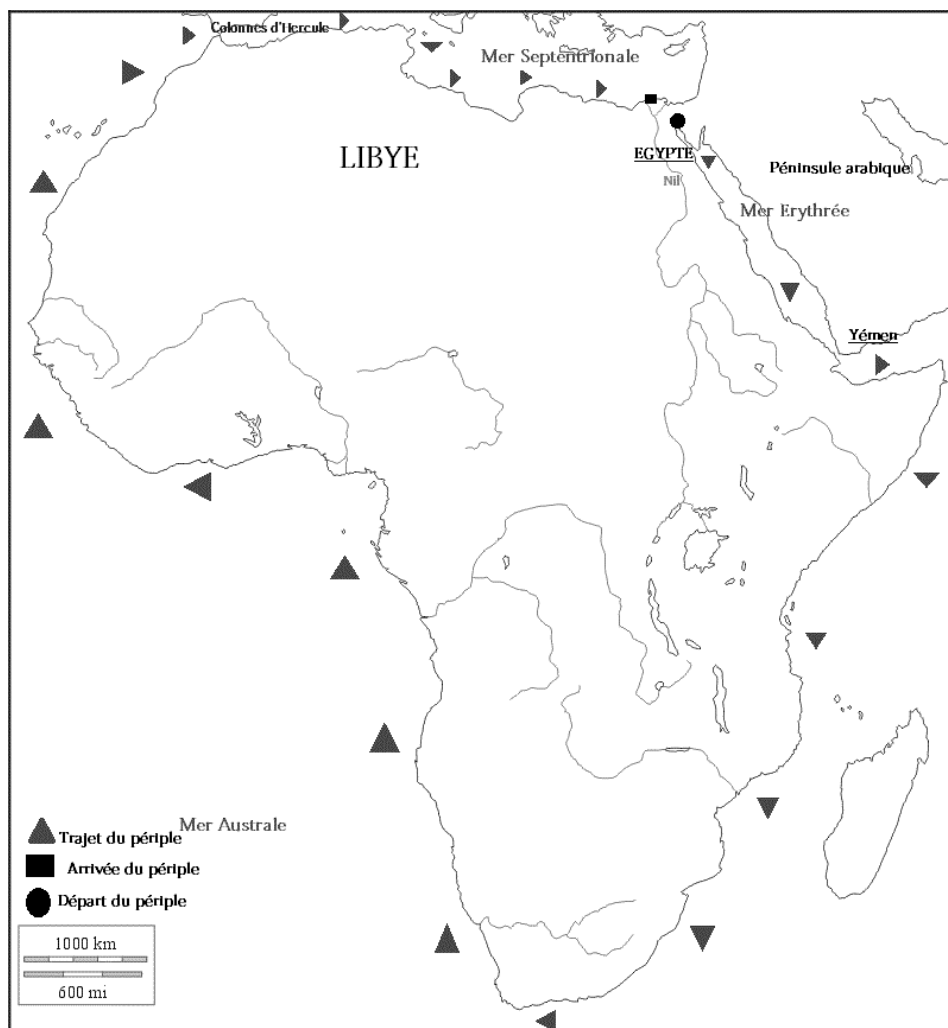 Colonnes d'Hercule
Mer Septentrionale
LIBYE
EGYPTE
Nil
Péninsule arabique
Mer Erythrée
Yémen
Mer Australe
Trajet du périple
Arrivée du périple
Départ du périple
1000 km
600 mi